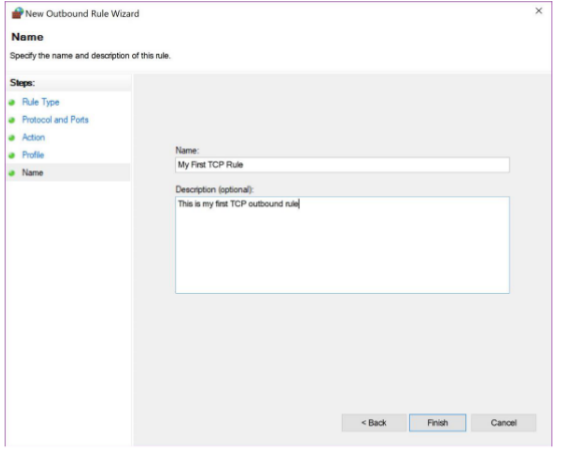 New Outbound Rule Wizard
Name
Specify the name and description of this rule.
Steps:
Rule Type
Protocol and Ports
Action
Profile
Name
Name:
My First TCP Rule
Description (optional):
This is my first TCP outbound rule
< Back
Finish
Cancel